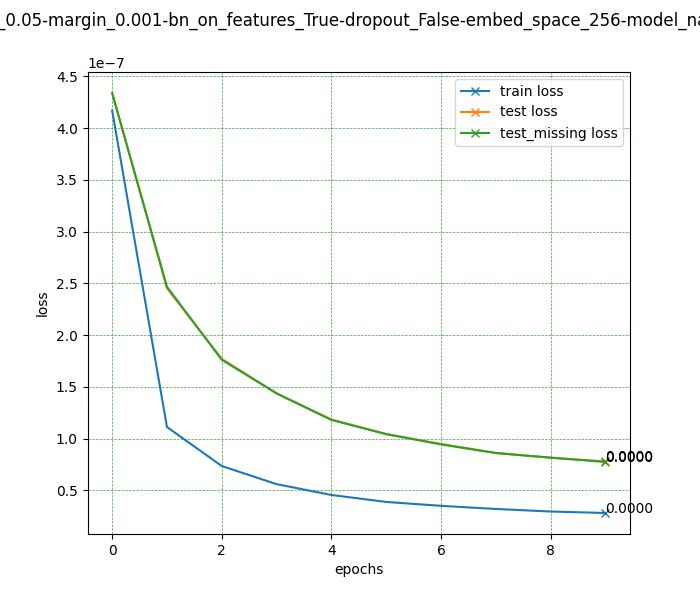 _0.05-margin_0.001-bn_on_features_True-dropout_False-embed_space_256-model_na
1e−7
4.5
4.0
3.5
3.0
2.5
2.0
1.5
1.0
0.5
loss
train loss
test loss
test_missing loss
0.0000
0.0000
0 2 4 6 8
epochs